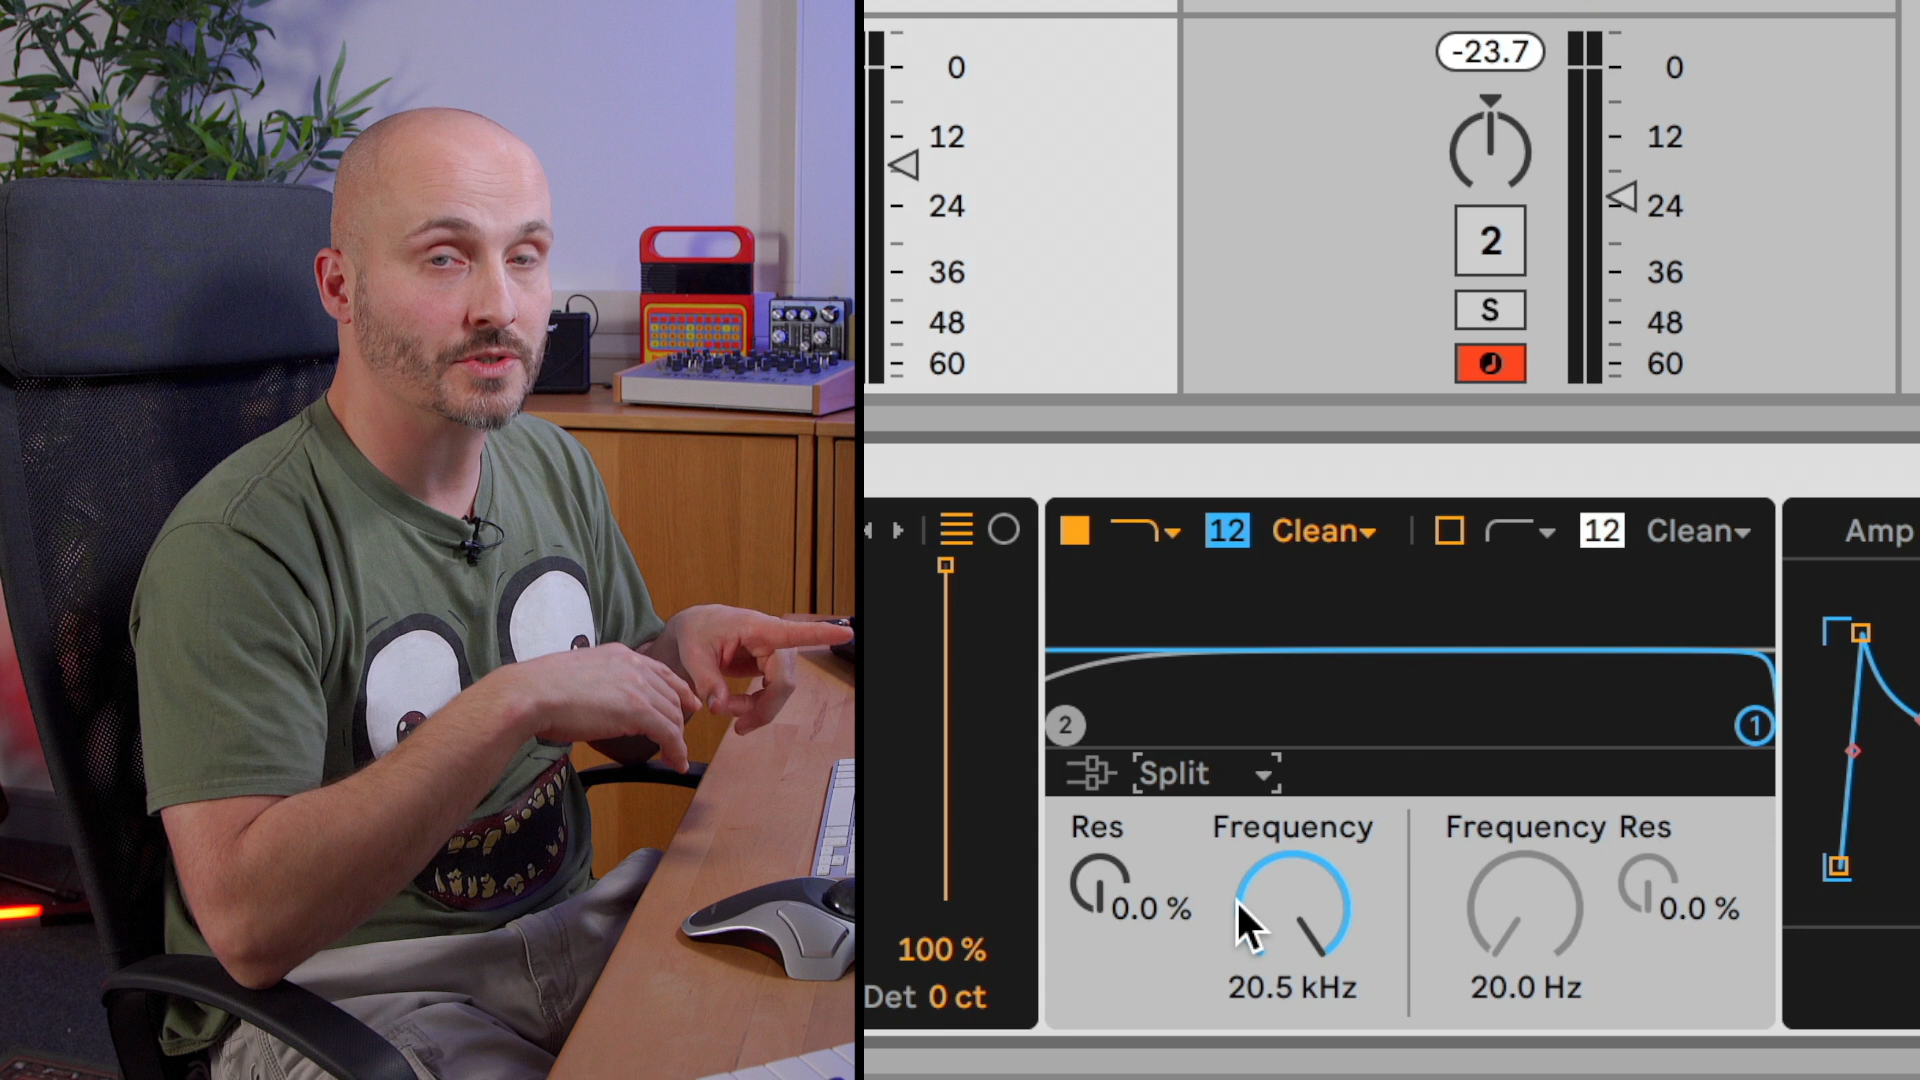 0
12
24
36
48
60
-23.7
2
S
0
12
24
36
48
60
100 %
Det 0 ct
12 Clean 12 Clean
2
1
Split
Res Frequency Frequency Res
0.0 % 0.0 %
20.5 kHz 20.0 Hz
Amp